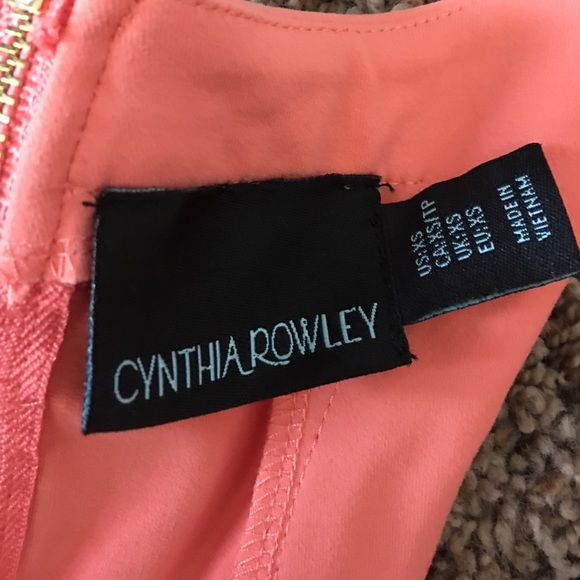 CYNTHIA ROWLEY
US:XS
CA:XS/TP
UK:XS
EU:XS
MADE IN
VIETNAM